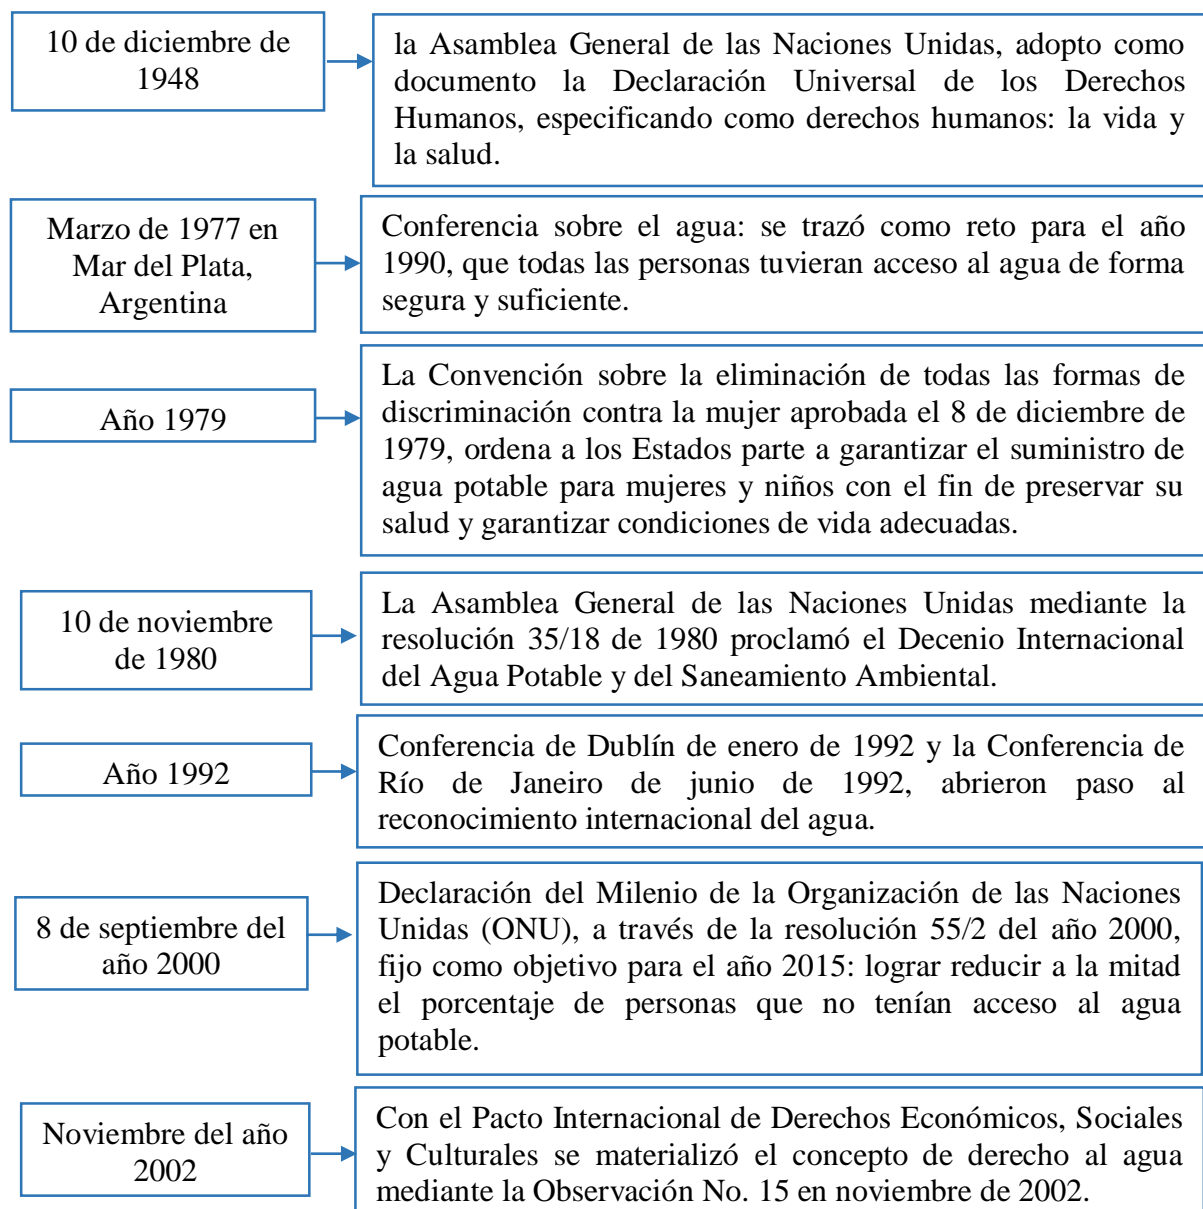 10 de diciembre de
1948
la Asamblea General de las Naciones Unidas, adopto como
documento la Declaración Universal de los Derechos
Humanos, especificando como derechos humanos: la vida y
la salud.
Marzo de 1977 en
Mar del Plata,
Argentina
Conferencia sobre el agua: se trazó como reto para el año
1990, que todas las personas tuvieran acceso al agua de forma
segura y suficiente.
Año 1979
La Convención sobre la eliminación de todas las formas de
discriminación contra la mujer aprobada el 8 de diciembre de
1979, ordena a los Estados parte a garantizar el suministro de
agua potable para mujeres y niños con el fin de preservar su
salud y garantizar condiciones de vida adecuadas.
10 de noviembre
de 1980
La Asamblea General de las Naciones Unidas mediante la
resolución 35/18 de 1980 proclamó el Decenio Internacional
del Agua Potable y del Saneamiento Ambiental.
Año 1992
Conferencia de Dublín de enero de 1992 y la Conferencia de
Río de Janeiro de junio de 1992, abrieron paso al
reconocimiento internacional del agua.
8 de septiembre del
año 2000
Declaración del Milenio de la Organización de las Naciones
Unidas (ONU), a través de la resolución 55/2 del año 2000,
fijo como objetivo para el año 2015: lograr reducir a la mitad
el porcentaje de personas que no tenían acceso al agua
potable.
Noviembre del año
2002
Con el Pacto Internacional de Derechos Económicos, Sociales
y Culturales se materializó el concepto de derecho al agua
mediante la Observación No. 15 en noviembre de 2002.